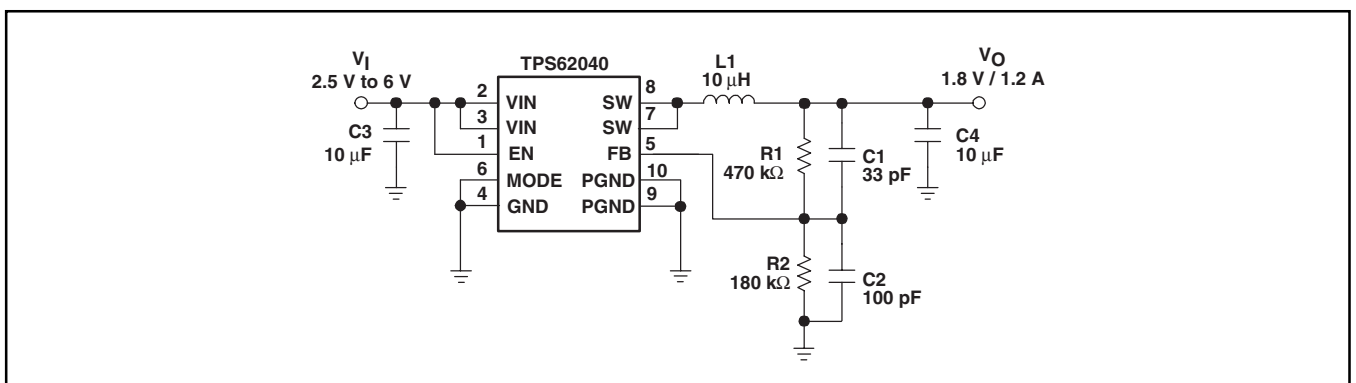 V_I
2.5 V to 6 V
C3
10 μF
TPS62040
2 VIN
3 VIN
1 EN
6 MODE
4 GND
SW 8
SW 7
FB 5
PGND 10
PGND 9
L1
10 μH
R1
470 kΩ
C1
33 pF
R2
180 kΩ
C2
100 pF
V_O
1.8 V / 1.2 A
C4
10 μF